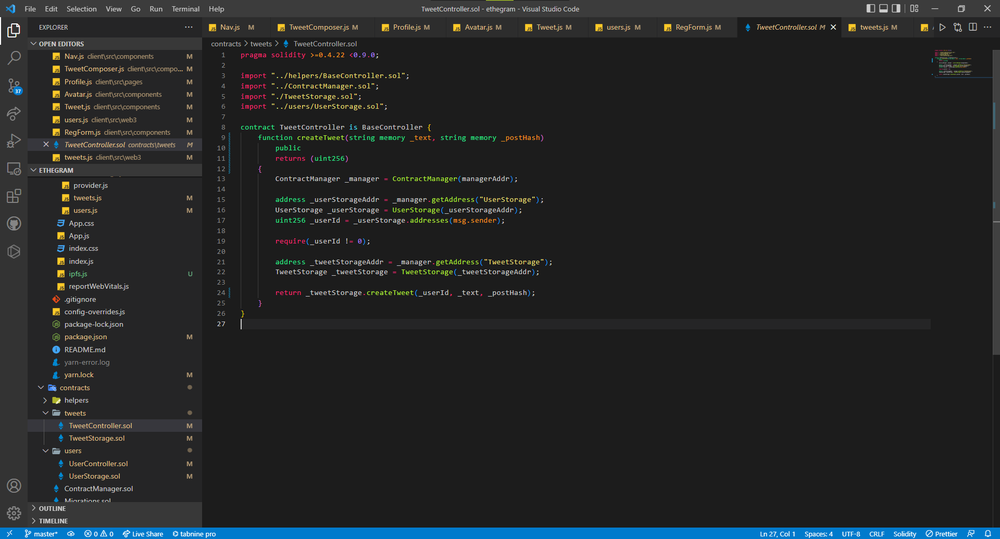 File Edit Selection View Go Run Terminal Help
TweetController.sol - ethegram - Visual Studio Code
EXPLORER
Nav.js M
TweetComposer.js M
Profile.js M
Avatar.js M
Tweet.js M
users.js M
RegForm.js M
TweetController.sol M
tweets.js M
OPEN EDITORS
Nav.js client\src\components M
TweetComposer.js client\src\compo... M
Profile.js client\src\pages M
Avatar.js client\src\components M
Tweet.js client\src\components M
users.js client\src\web3 M
RegForm.js client\src\components M
TweetController.sol contracts\tweets M
tweets.js client\src\web3 M
37
ETHEGRAM
provider.js
tweets.js M
users.js M
App.css
App.js
index.css
index.js
ipfs.js U
reportWebVitals.js
.gitignore
config-overrides.js
package-lock.json
package.json M
README.md
yarn-error.log
yarn.lock M
contracts
helpers
tweets
TweetController.sol M
TweetStorage.sol M
users
UserController.sol M
UserStorage.sol M
ContractManager.sol
Migrations.sol
OUTLINE
TIMELINE
contracts > tweets > TweetController.sol
1 pragma solidity >=0.4.22 <0.9.0;
2
3 import "../helpers/BaseController.sol";
4 import "../ContractManager.sol";
5 import "./TweetStorage.sol";
6 import "../users/UserStorage.sol";
7
8 contract TweetController is BaseController {
9 function createTweet(string memory _text, string memory _postHash)
10 public
11 returns (uint256)
12 {
13 ContractManager _manager = ContractManager(managerAddr);
14
15 address _userStorageAddr = _manager.getAddress("UserStorage");
16 UserStorage _userStorage = UserStorage(_userStorageAddr);
17 uint256 _userId = _userStorage.addresses(msg.sender);
18
19 require(_userId != 0);
20
21 address _tweetStorageAddr = _manager.getAddress("TweetStorage");
22 TweetStorage _tweetStorage = TweetStorage(_tweetStorageAddr);
23
24 return _tweetStorage.createTweet(_userId, _text, _postHash);
25 }
26 }
27
master* 0 0 Live Share tabnine pro
Ln 27, Col 1 Spaces: 4 UTF-8 CRLF Solidity Prettier